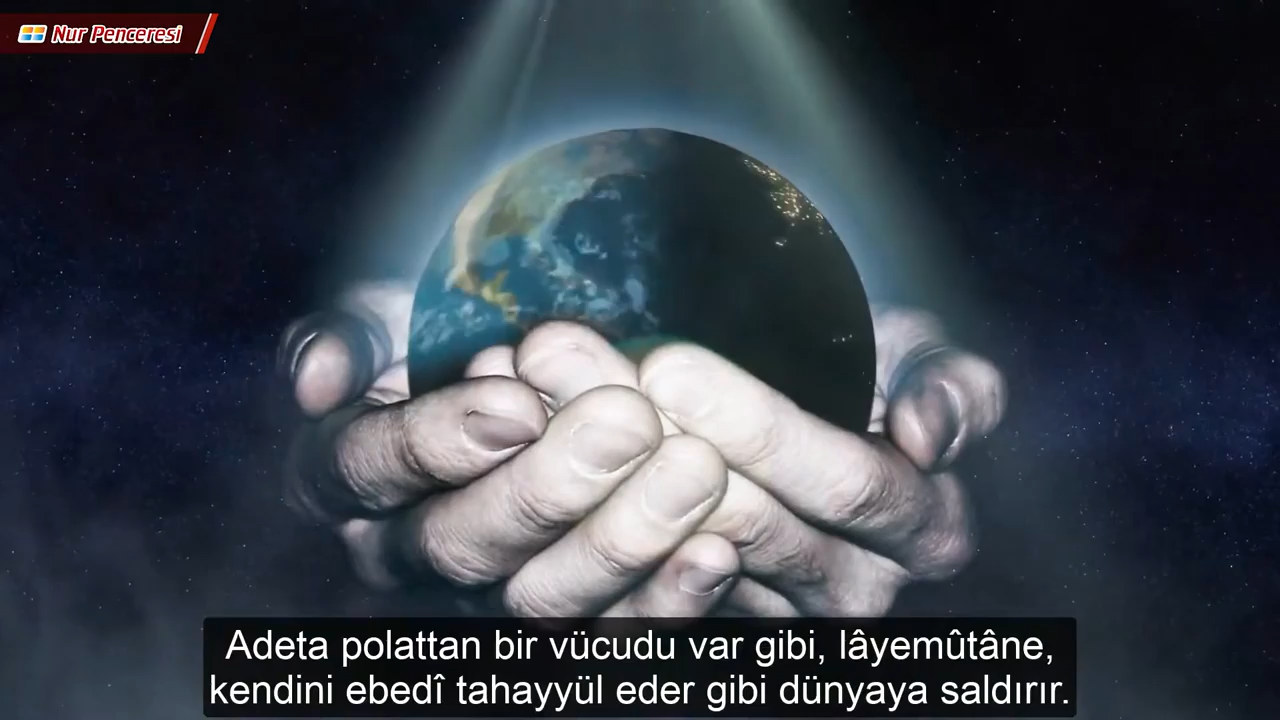 Nur Penceresi
Adeta polattan bir vücudu var gibi, lâyemûtâne,
kendini ebedî tahayyül eder gibi dünyaya saldırır.